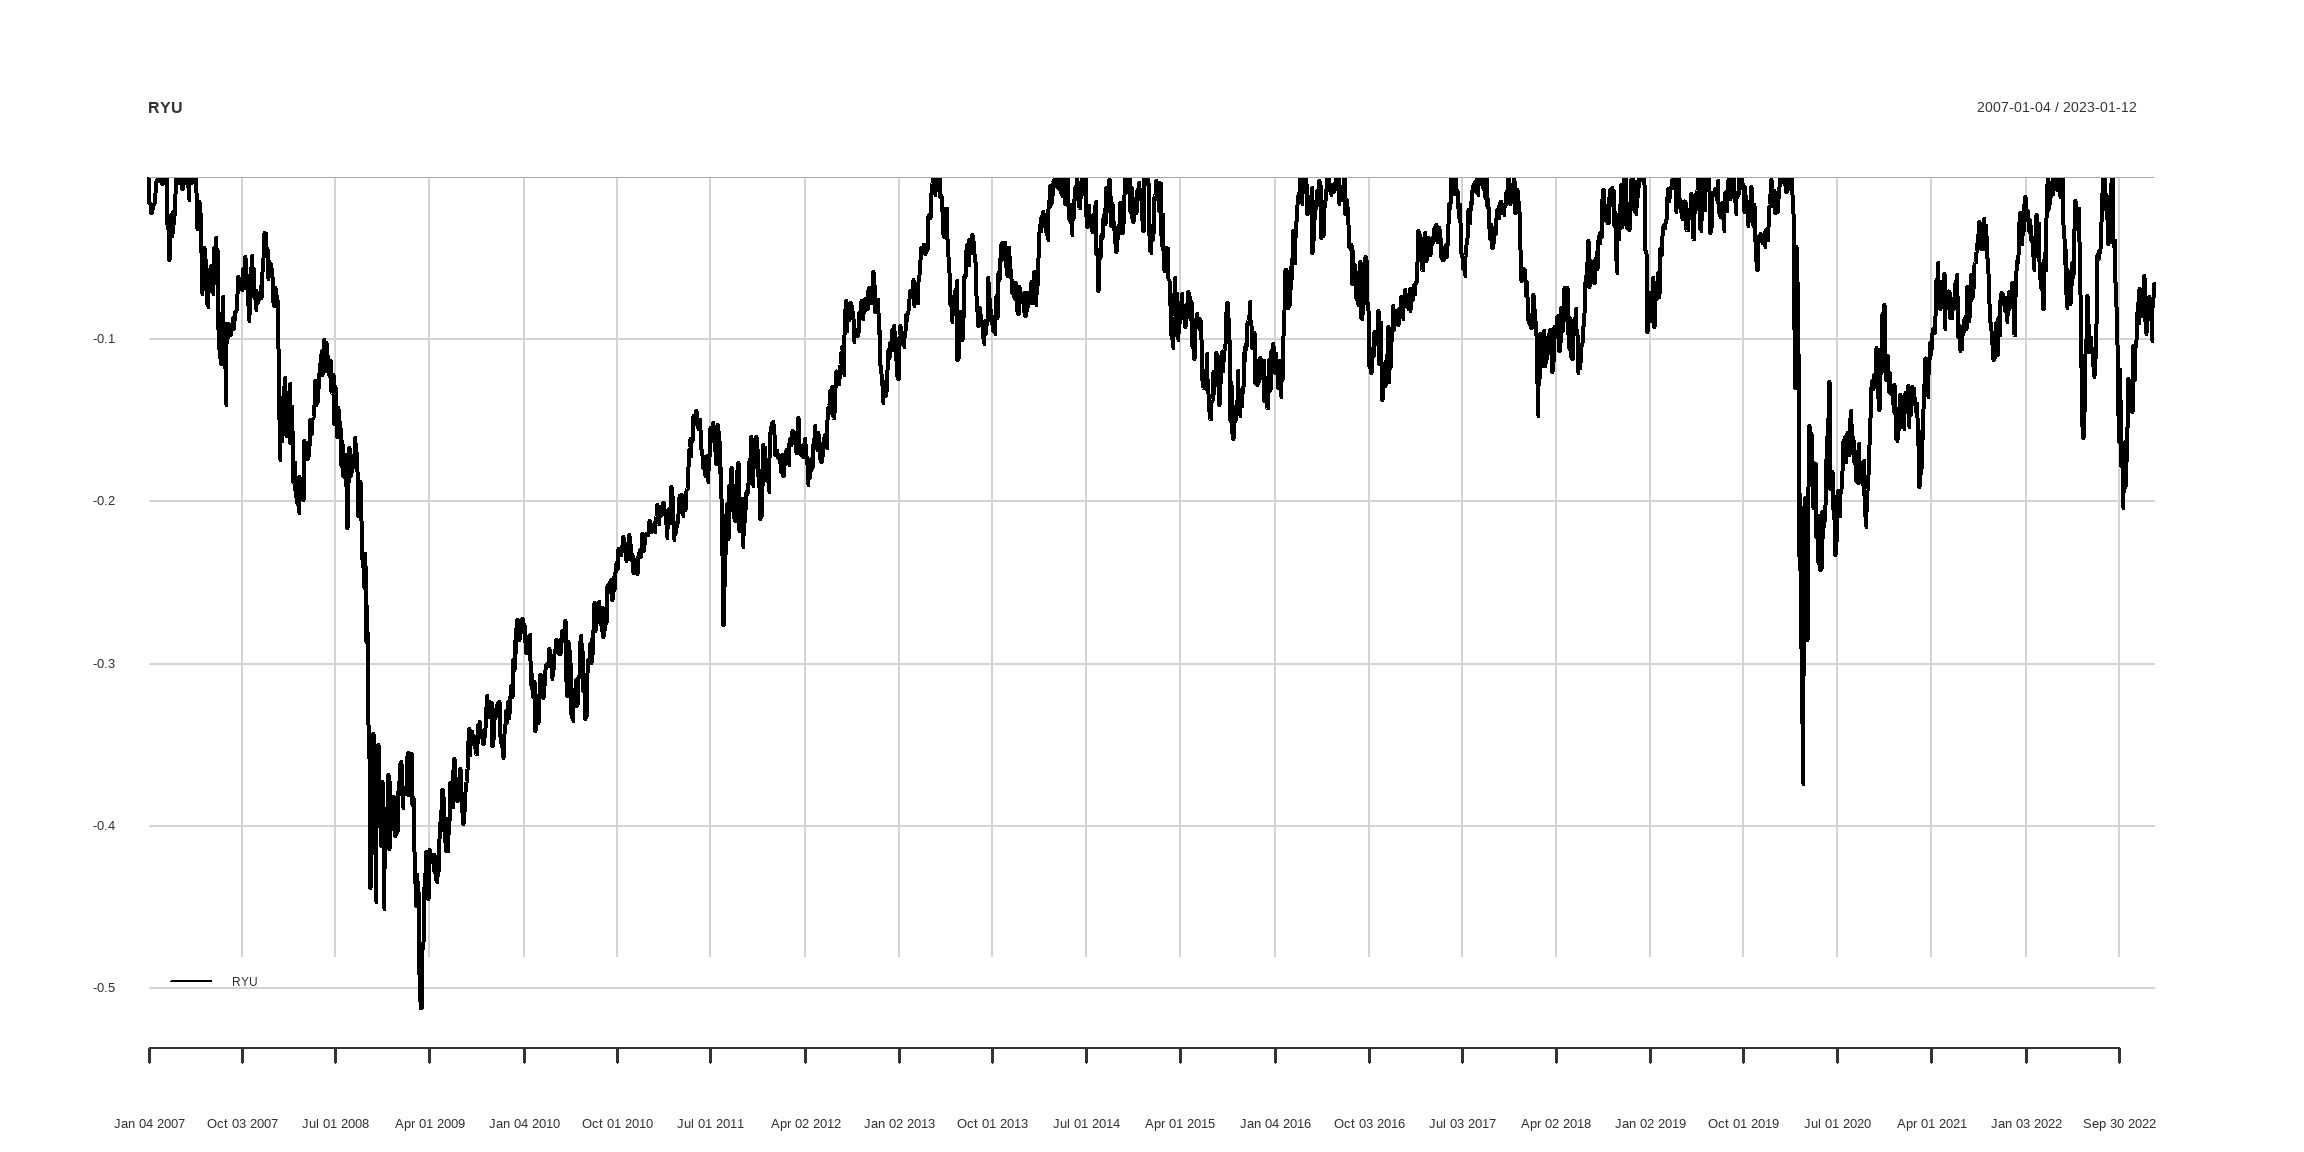 RYU
2007-01-04 / 2023-01-12
-0.1
-0.2
-0.3
-0.4
-0.5
RYU
Jan 04 2007 Oct 03 2007 Jul 01 2008 Apr 01 2009 Jan 04 2010 Oct 01 2010 Jul 01 2011 Apr 02 2012 Jan 02 2013 Oct 01 2013 Jul 01 2014 Apr 01 2015 Jan 04 2016 Oct 03 2016 Jul 03 2017 Apr 02 2018 Jan 02 2019 Oct 01 2019 Jul 01 2020 Apr 01 2021 Jan 03 2022 Sep 30 2022